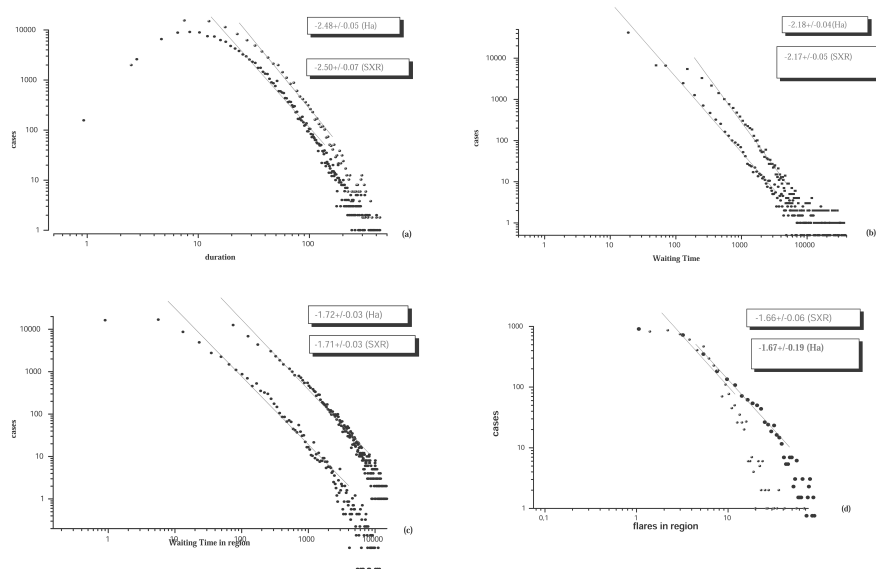 -2.48+/-0.05 (Ha)
-2.50+/-0.07 (SXR)
10000
1000
100
10
1
cases
1
10
100
duration
(a)
-2.18+/-0.04(Ha)
-2.17+/-0.05 (SXR)
10000
1000
100
10
1
cases
1
10
100
1000
10000
Waiting Time
(b)
-1.72+/-0.03 (Ha)
-1.71+/-0.03 (SXR)
10000
1000
100
10
1
cases
1
10
100
1000
10000
Waiting Time in region
(c)
-1.66+/-0.06 (SXR)
-1.67+/-0.19 (Ha)
1000
100
10
1
cases
0,1
1
10
flares in region
(d)